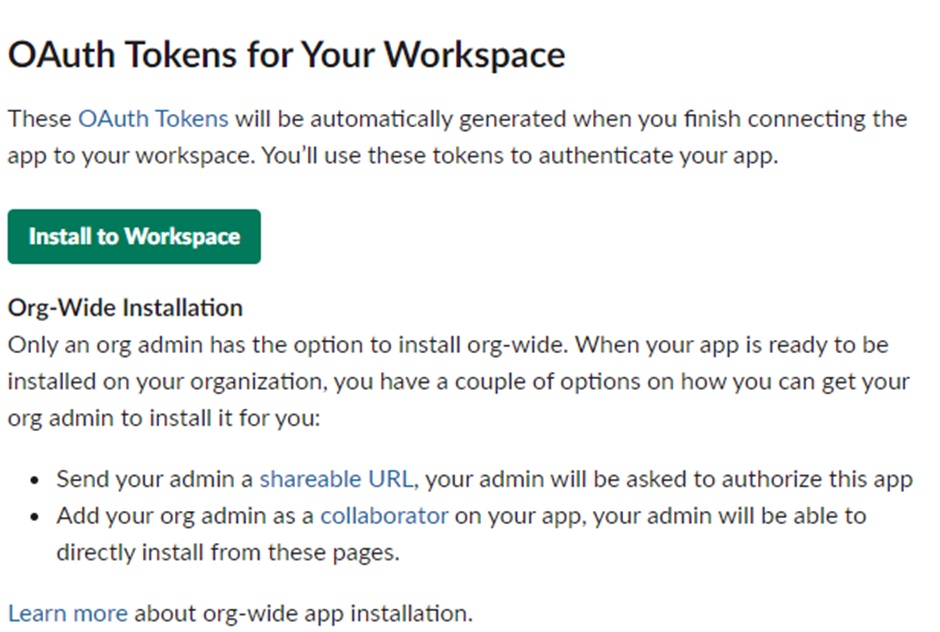 OAuth Tokens for Your Workspace
These OAuth Tokens will be automatically generated when you finish connecting the
app to your workspace. You’ll use these tokens to authenticate your app.
Install to Workspace
Org-Wide Installation
Only an org admin has the option to install org-wide. When your app is ready to be
installed on your organization, you have a couple of options on how you can get your
org admin to install it for you:
• Send your admin a shareable URL, your admin will be asked to authorize this app
• Add your org admin as a collaborator on your app, your admin will be able to
directly install from these pages.
Learn more about org-wide app installation.